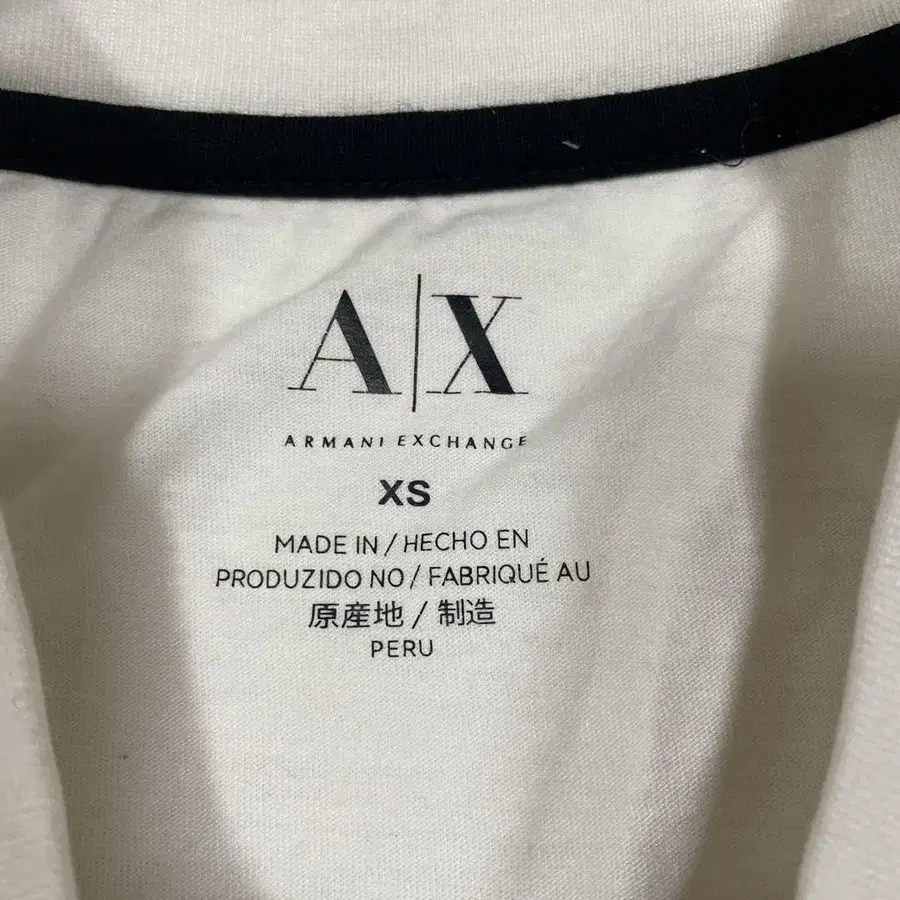 A|X
ARMANI EXCHANGE
XS
MADE IN / HECHO EN
PRODUZIDO NO / FABRIQUÉ AU
原産地 / 制造
PERU